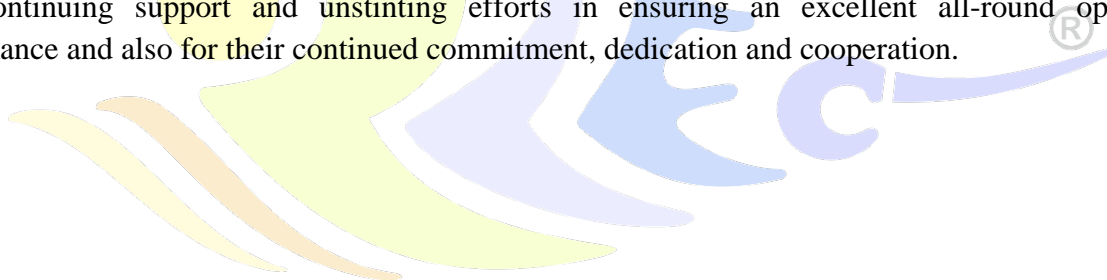 ontinuing support and unstinting efforts in ensuring an excellent all-round op
ance and also for their continued commitment, dedication and cooperation.
®